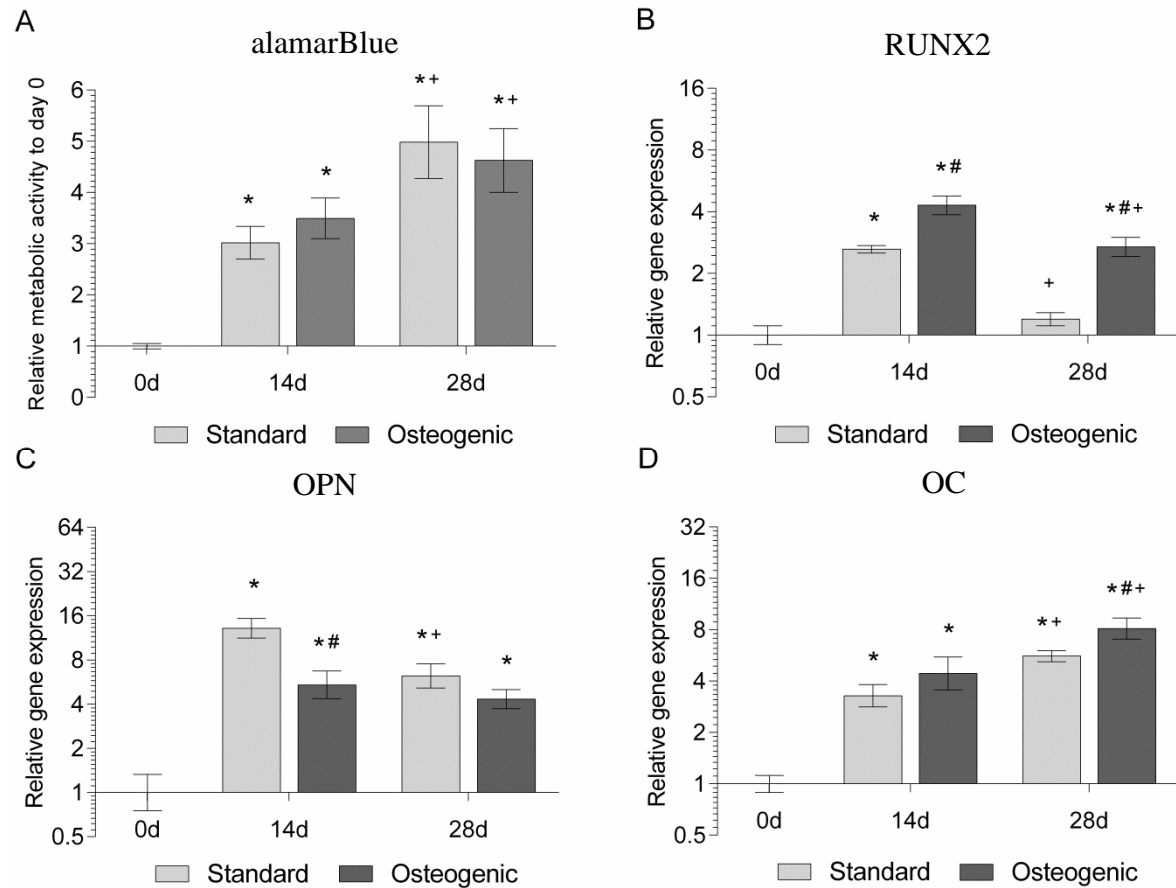 A
alamarBlue
Relative metabolic activity to day 0
6
5
4
3
2
1
0
*
*
*+
*+
0d
14d
28d
Standard
Osteogenic
B
RUNX2
Relative gene expression
16
8
4
2
1
0.5
*
*#
+
*#+
0d
14d
28d
Standard
Osteogenic
C
OPN
Relative gene expression
64
32
16
8
4
2
1
0.5
*
*#
*+
*
0d
14d
28d
Standard
Osteogenic
D
OC
Relative gene expression
32
16
8
4
2
1
0.5
*
*
*+
*#+
0d
14d
28d
Standard
Osteogenic